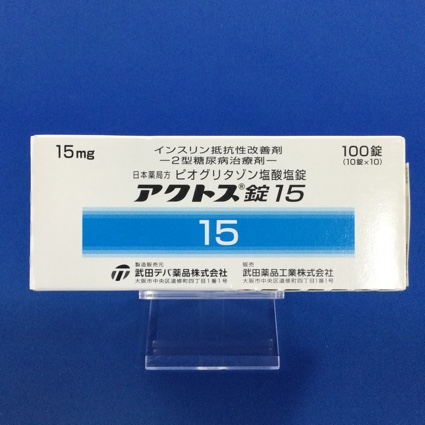 15mg
インスリン抵抗性改善剤
100錠
—2型糖尿病治療剤—
(10錠×10)
日本薬局方 ピオグリタゾン塩酸塩錠
アクトス®錠15
15
製造販売元
武田テバ薬品株式会社
大阪市中央区道修町四丁目1番1号
販売
武田薬品工業株式会社
大阪市中央区道修町四丁目1番1号